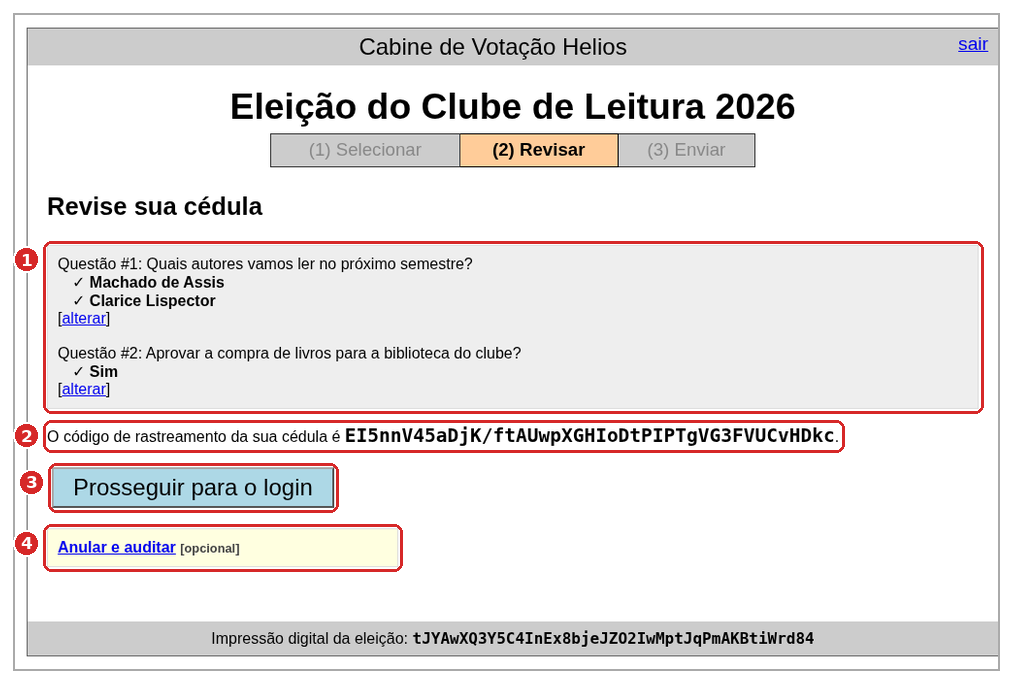 Cabine de Votação Helios
sair
Eleição do Clube de Leitura 2026
(1) Selecionar (2) Revisar (3) Enviar
Revise sua cédula
1
Questão #1: Quais autores vamos ler no próximo semestre?
✓ Machado de Assis
✓ Clarice Lispector
[alterar]
Questão #2: Aprovar a compra de livros para a biblioteca do clube?
✓ Sim
[alterar]
2
O código de rastreamento da sua cédula é EI5nnV45aDjK/ftAUwpXGHIoDtPIPTgVG3FVUCvHDkc.
3
Prosseguir para o login
4
Anular e auditar [opcional]
Impressão digital da eleição: tJYAwXQ3Y5C4InEx8bjeJZO2IwMptJqPmAKBtiWrd84